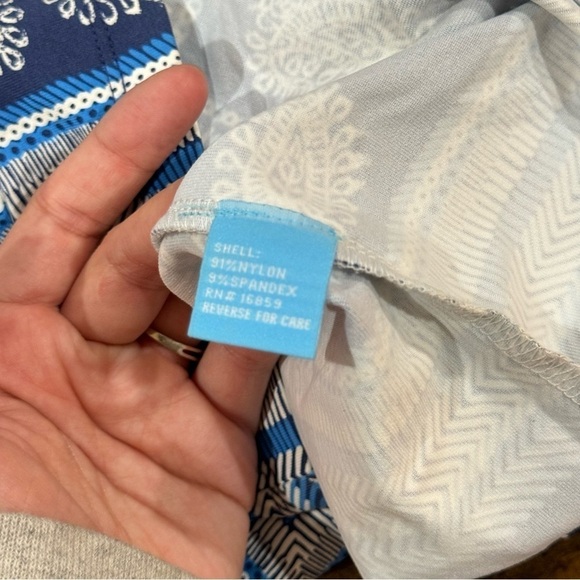 SHELL:
91%NYLON
9%SPANDEX
RN# 16859
REVERSE FOR CARE